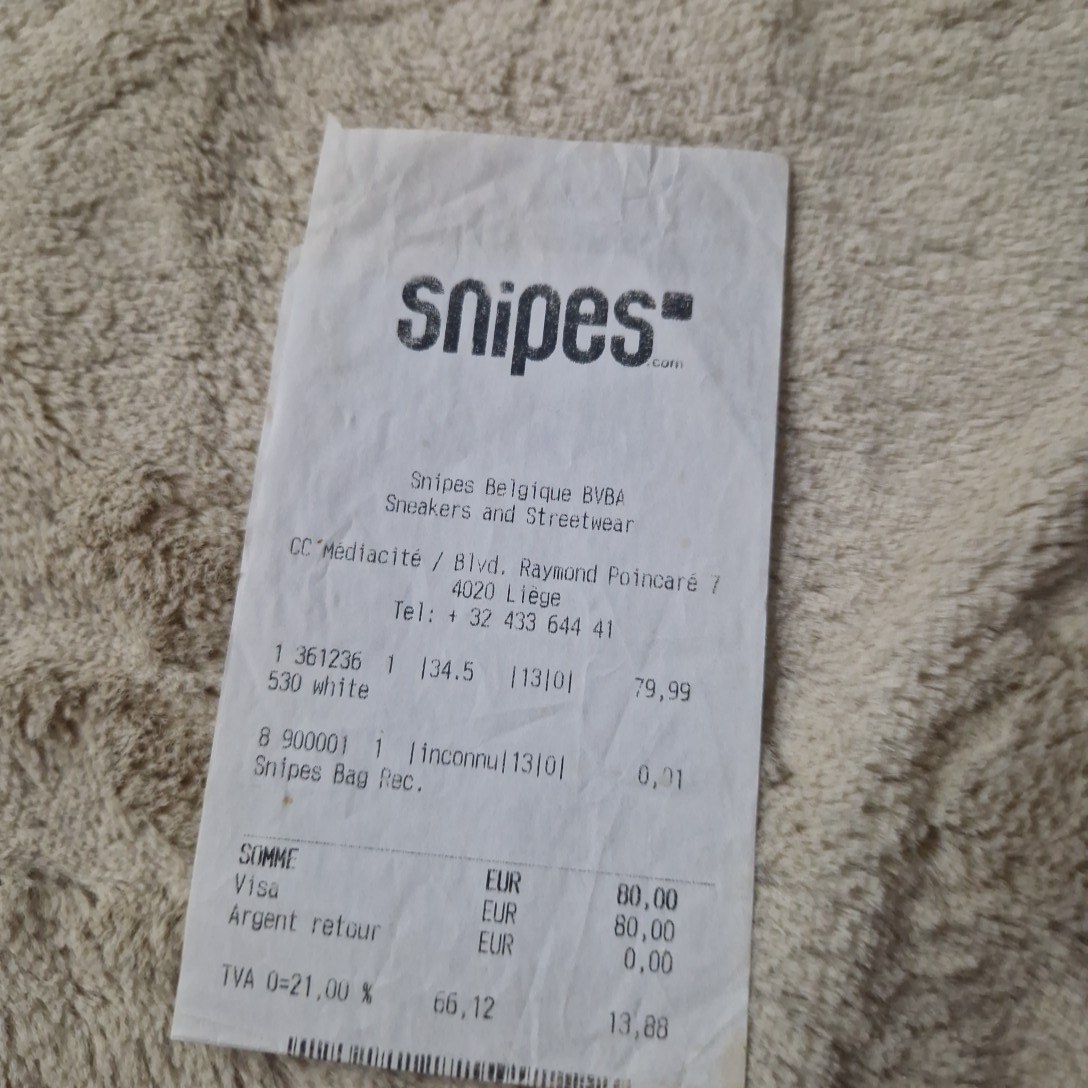 snipes
.com
Snipes Belgique BVBA
Sneakers and Streetwear
CC Médiacité / Blvd. Raymond Poincaré 7
4020 Liège
Tel: + 32 433 644 41
1 361236 1 |34.5 |13|0| 79,99
530 white
8 900001 1 |inconnu|13|0| 0,01
Snipes Bag Rec.
SOMME EUR 80,00
Visa EUR 80,00
Argent retour EUR 0,00
TVA 0=21,00 % 66,12 13,88